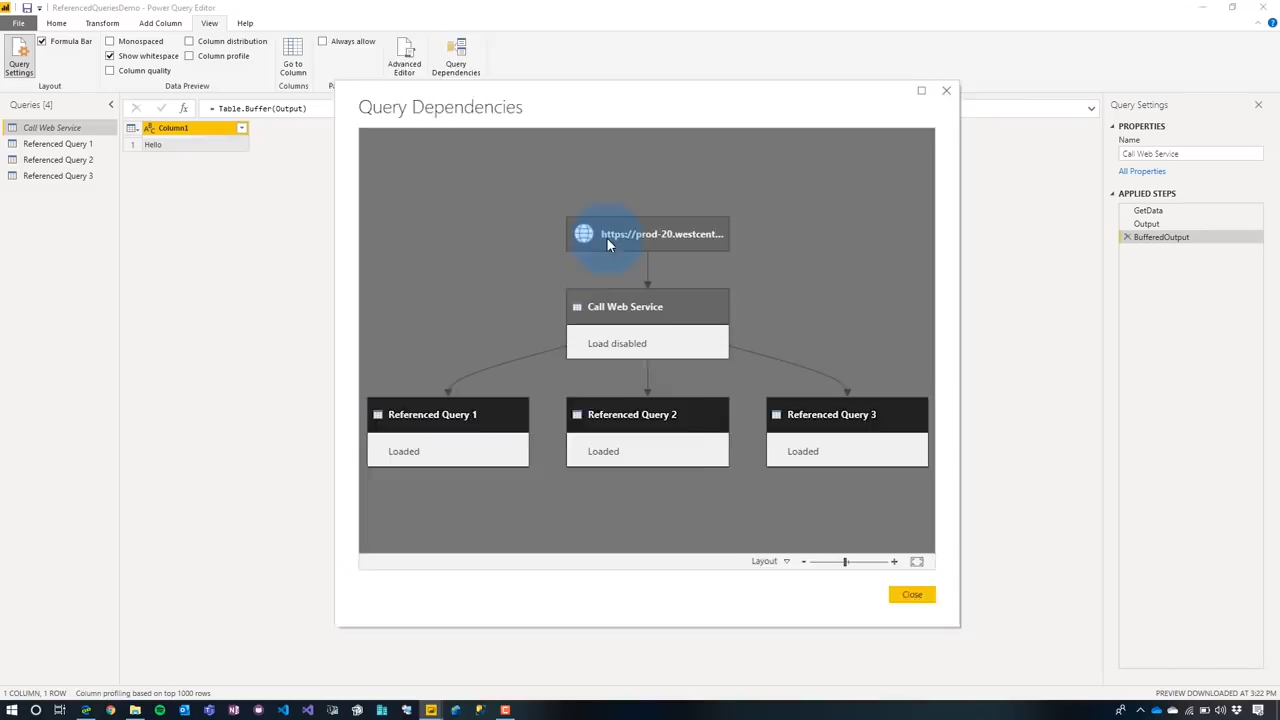 ReferencedQueriesDemo - Power Query Editor
File Home Transform Add Column View Help
Query Settings
Formula Bar
Monospaced
Show whitespace
Column quality
Column distribution
Column profile
Go to Column
Always allow
Advanced Editor
Query Dependencies
Layout
Data Preview
Columns
Queries [4]
Call Web Service
Referenced Query 1
Referenced Query 2
Referenced Query 3
fx = Table.Buffer(Output)
Column1
1 Hello
Query Dependencies
https://prod-20.westcent...
Call Web Service
Load disabled
Referenced Query 1
Loaded
Referenced Query 2
Loaded
Referenced Query 3
Loaded
Layout
Close
Query Settings
PROPERTIES
Name
Call Web Service
All Properties
APPLIED STEPS
GetData
Output
BufferedOutput
1 COLUMN, 1 ROW Column profiling based on top 1000 rows
PREVIEW DOWNLOADED AT 3:22 PM